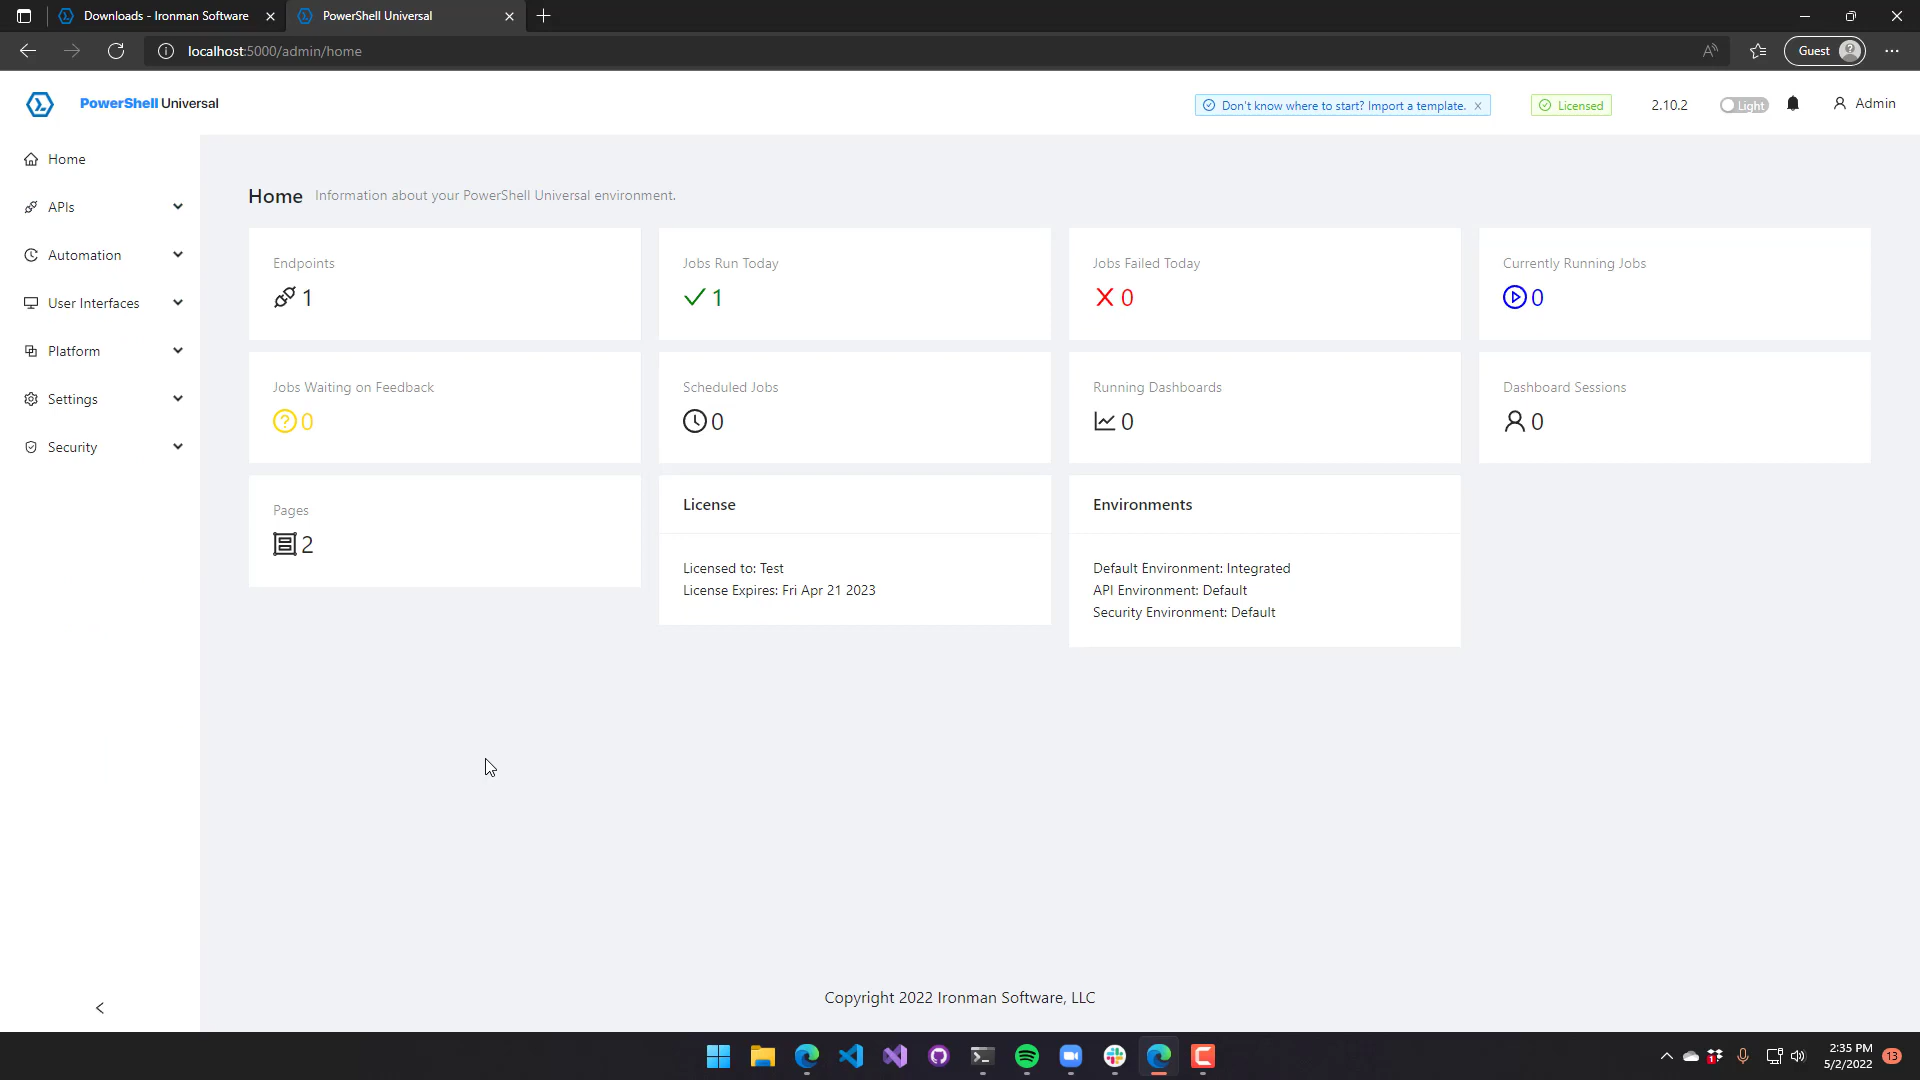 Downloads - Ironman Software
PowerShell Universal
localhost:5000/admin/home
Guest
PowerShell Universal
Don't know where to start? Import a template.
Licensed
2.10.2
Light
Admin
Home
APIs
Automation
User Interfaces
Platform
Settings
Security
Home Information about your PowerShell Universal environment.
Endpoints
1
Jobs Run Today
1
Jobs Failed Today
0
Currently Running Jobs
0
Jobs Waiting on Feedback
0
Scheduled Jobs
0
Running Dashboards
0
Dashboard Sessions
0
Pages
2
License
Licensed to: Test
License Expires: Fri Apr 21 2023
Environments
Default Environment: Integrated
API Environment: Default
Security Environment: Default
Copyright 2022 Ironman Software, LLC
2:35 PM
5/2/2022
13